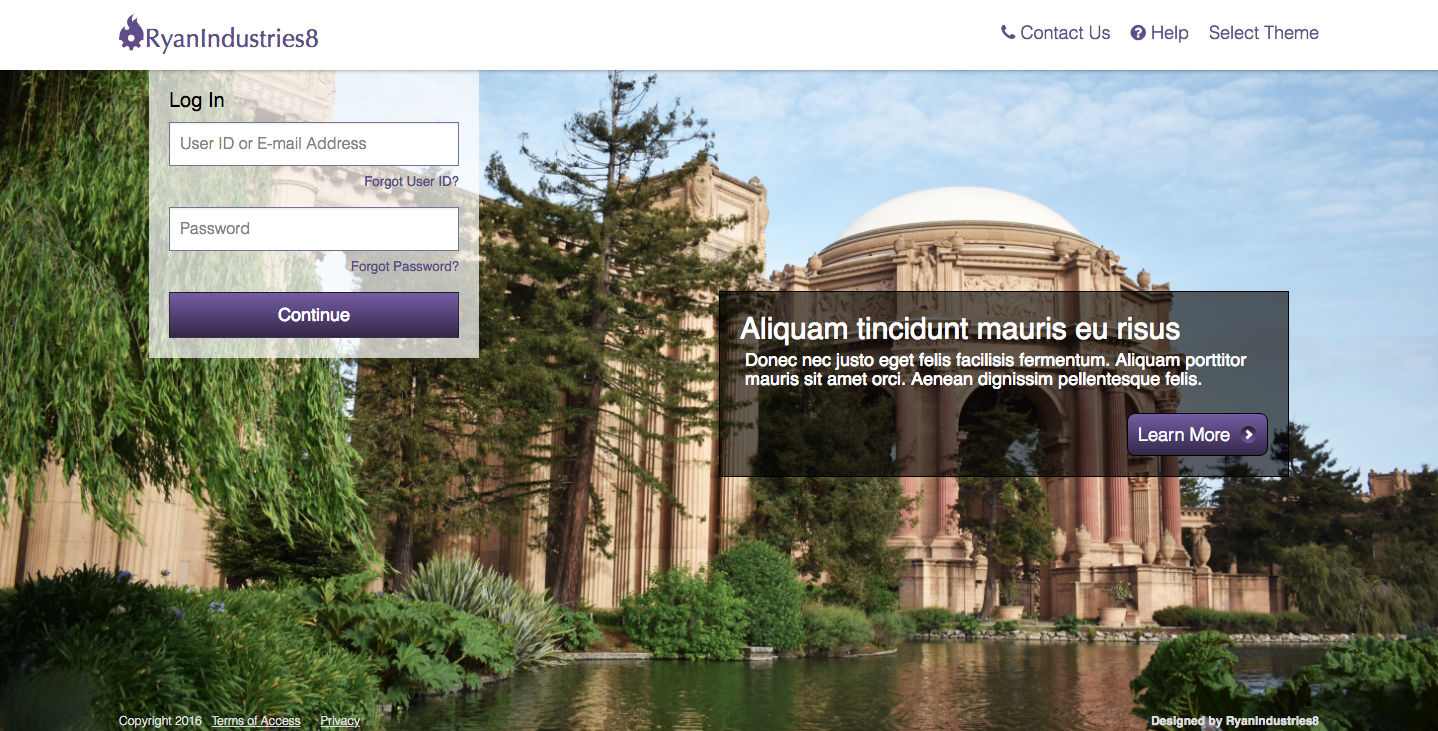 RyanIndustries8
Contact Us
Help
Select Theme
Log In
User ID or E-mail Address
Forgot User ID?
Password
Forgot Password?
Continue
Aliquam tincidunt mauris eu risus
Donec nec justo eget felis facilisis fermentum. Aliquam porttitor
mauris sit amet orci. Aenean dignissim pellentesque felis.
Learn More
Copyright 2016 Terms of Access Privacy
Designed by RyanIndustries8